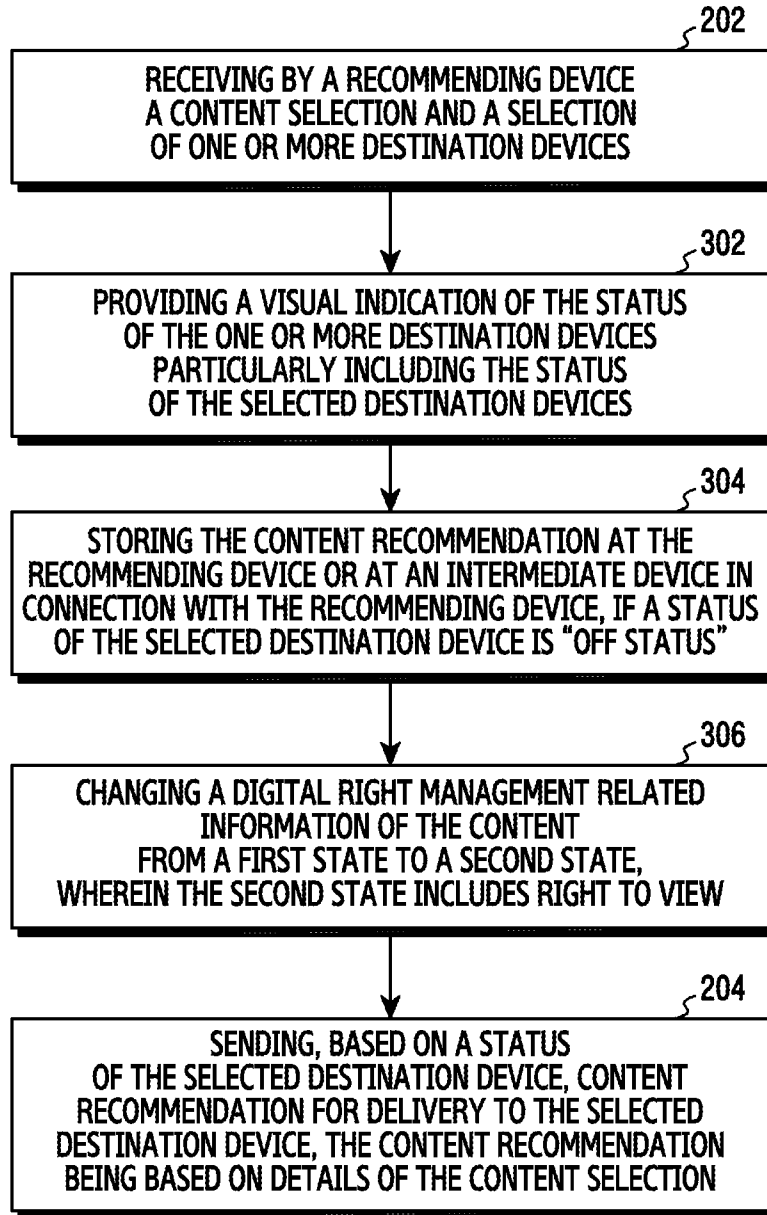 202
RECEIVING BY A RECOMMENDING DEVICE
A CONTENT SELECTION AND A SELECTION
OF ONE OR MORE DESTINATION DEVICES
302
PROVIDING A VISUAL INDICATION OF THE STATUS
OF THE ONE OR MORE DESTINATION DEVICES
PARTICULARLY INCLUDING THE STATUS
OF THE SELECTED DESTINATION DEVICES
304
STORING THE CONTENT RECOMMENDATION AT THE
RECOMMENDING DEVICE OR AT AN INTERMEDIATE DEVICE IN
CONNECTION WITH THE RECOMMENDING DEVICE, IF A STATUS
OF THE SELECTED DESTINATION DEVICE IS “OFF STATUS”
306
CHANGING A DIGITAL RIGHT MANAGEMENT RELATED
INFORMATION OF THE CONTENT
FROM A FIRST STATE TO A SECOND STATE,
WHEREIN THE SECOND STATE INCLUDES RIGHT TO VIEW
204
SENDING, BASED ON A STATUS
OF THE SELECTED DESTINATION DEVICE, CONTENT
RECOMMENDATION FOR DELIVERY TO THE SELECTED
DESTINATION DEVICE, THE CONTENT RECOMMENDATION
BEING BASED ON DETAILS OF THE CONTENT SELECTION